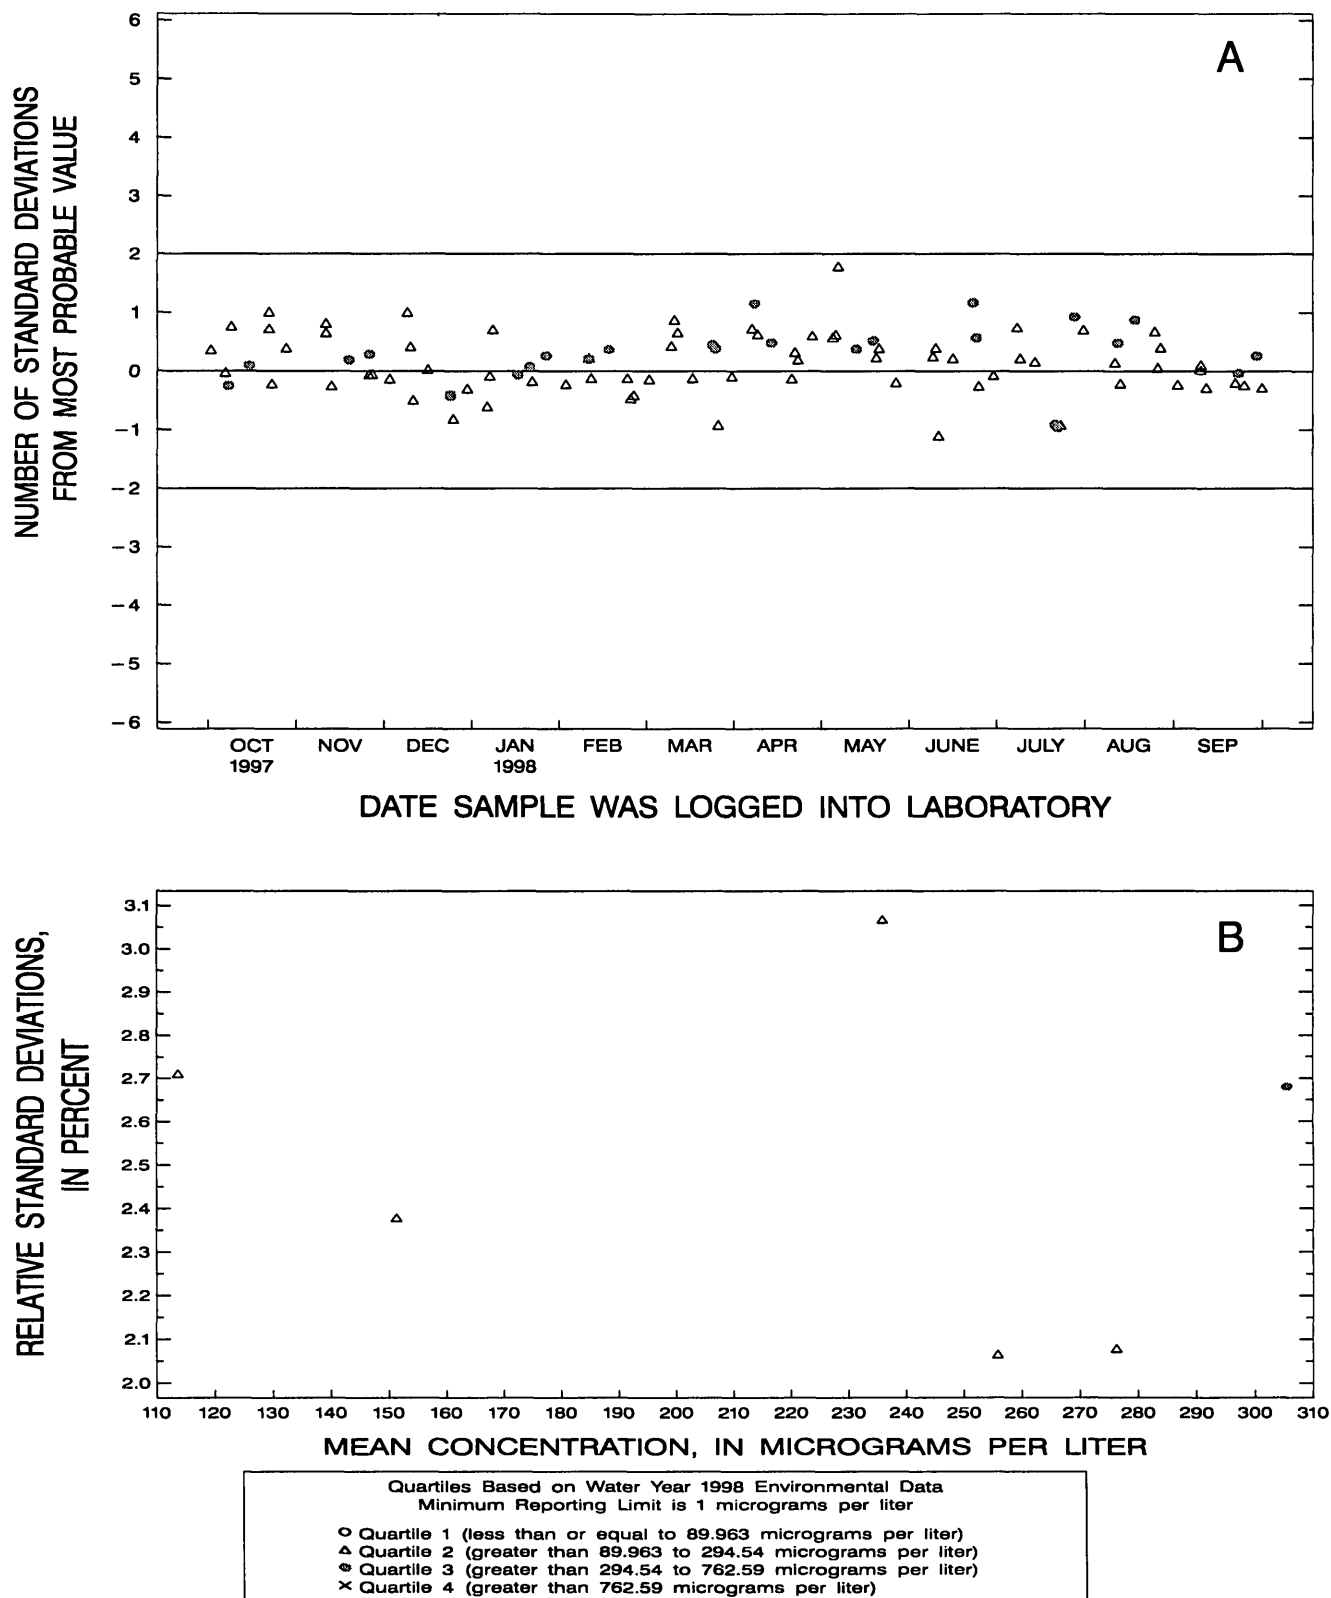 A
NUMBER OF STANDARD DEVIATIONS
FROM MOST PROBABLE VALUE
6
5
4
3
2
1
0
−1
−2
−3
−4
−5
−6
OCT NOV DEC JAN FEB MAR APR MAY JUNE JULY AUG SEP
1997 1998
DATE SAMPLE WAS LOGGED INTO LABORATORY
B
RELATIVE STANDARD DEVIATIONS,
IN PERCENT
3.1
3.0
2.9
2.8
2.7
2.6
2.5
2.4
2.3
2.2
2.1
2.0
110 120 130 140 150 160 170 180 190 200 210 220 230 240 250 260 270 280 290 300 310
MEAN CONCENTRATION, IN MICROGRAMS PER LITER
Quartiles Based on Water Year 1998 Environmental Data
Minimum Reporting Limit is 1 micrograms per liter
Quartile 1 (less than or equal to 89.963 micrograms per liter)
Quartile 2 (greater than 89.963 to 294.54 micrograms per liter)
Quartile 3 (greater than 294.54 to 762.59 micrograms per liter)
Quartile 4 (greater than 762.59 micrograms per liter)